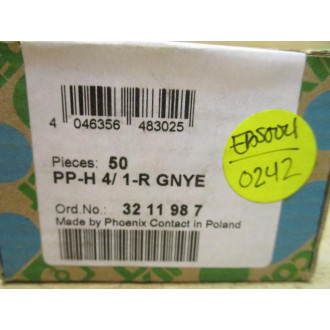 4 046356 483025
Pieces: 50
PP-H 4/ 1-R GNYE
Ord.No.: 32 11 98 7
Made by Phoenix Contact in Poland
0242